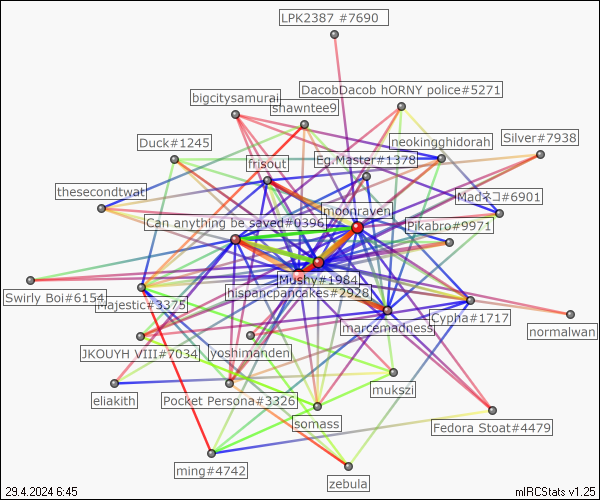 LPK2387 #7690
DacobDacob hORNY police#5271
bigcitysamurai
shawntee9
neokingghidorah
Silver#7938
Duck#1245
frisout
Eg.Master#1378
thesecondtwat
Madネコ#6901
moonraven
Can anything be saved#0396
Pikabro#9971
Mushy#1984
Swirly Boi#6154
hispancpancakes#2928
Majestic#3375
Cypha#1717
marcemadness
normalwan
JKOUYH VIII#7034
yoshimanden
mukszi
eliakith
Pocket Persona#3326
somass
Fedora Stoat#4479
ming#4742
zebula
29.4.2024 6:45
mIRCStats v1.25